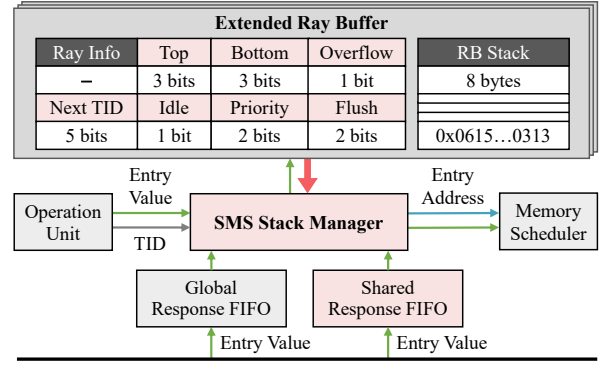 Extended Ray Buffer
Ray Info Top Bottom Overflow RB Stack
– 3 bits 3 bits 1 bit 8 bytes
Next TID Idle Priority Flush
5 bits 1 bit 2 bits 2 bits 0x0615…0313
Entry Value
Entry Address
Operation Unit
SMS Stack Manager
Memory Scheduler
TID
Global Response FIFO
Shared Response FIFO
Entry Value Entry Value